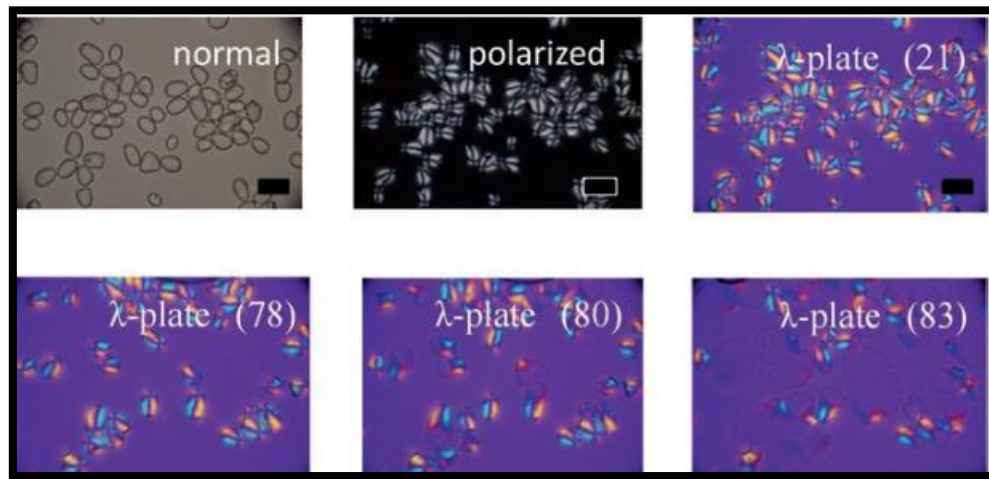 normal
polarized
λ-plate (21)
λ-plate (78)
λ-plate (80)
λ-plate (83)